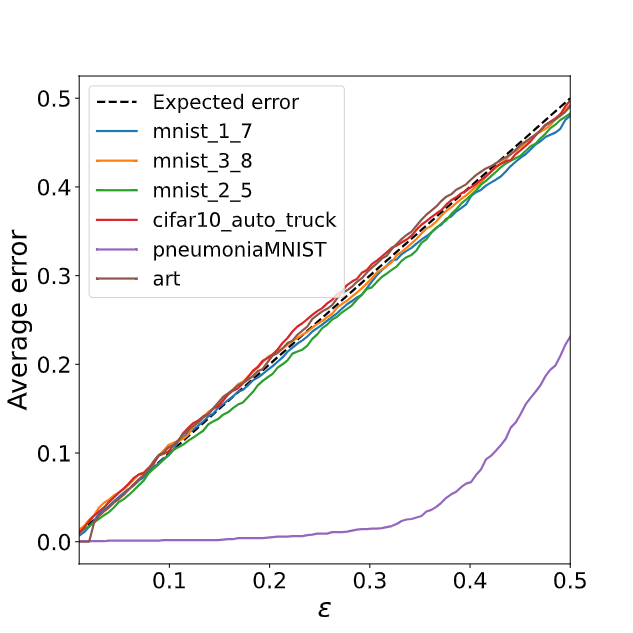 Expected error
mnist_1_7
mnist_3_8
mnist_2_5
cifar10_auto_truck
pneumoniaMNIST
art
Average error
0.5
0.4
0.3
0.2
0.1
0.0
0.1 0.2 0.3 0.4 0.5
ε